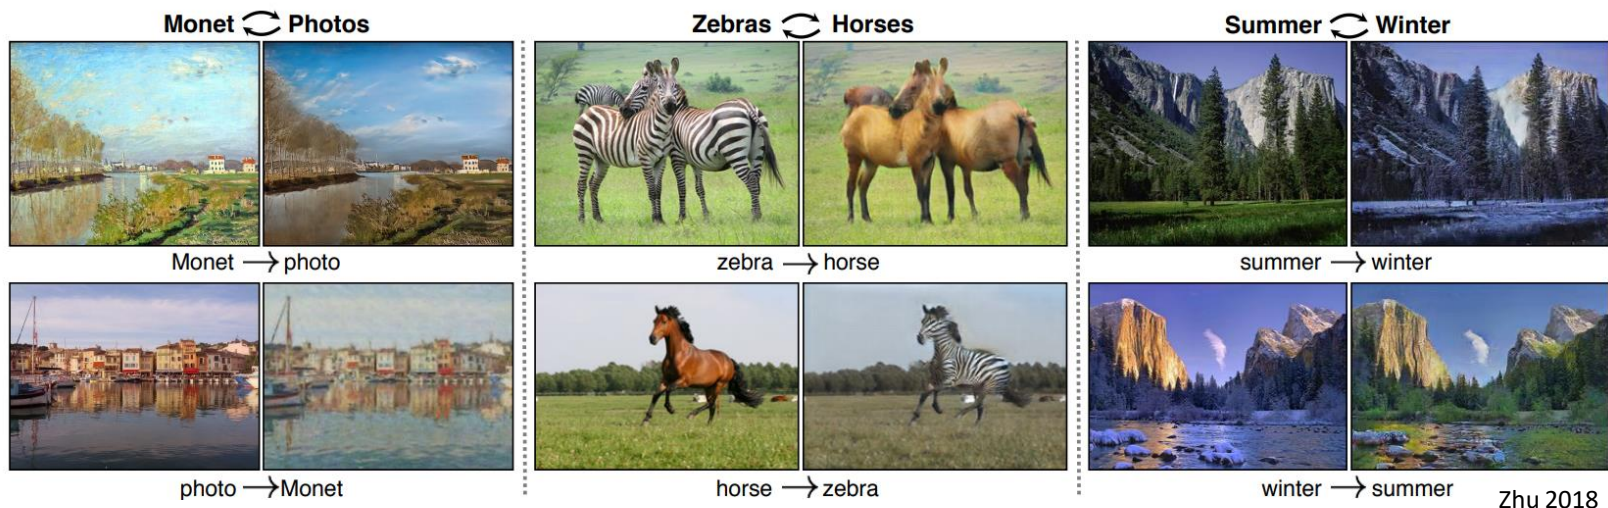 Monet Photos
Zebras Horses
Summer Winter
Monet → photo
zebra → horse
summer → winter
photo → Monet
horse → zebra
winter → summer
Zhu 2018